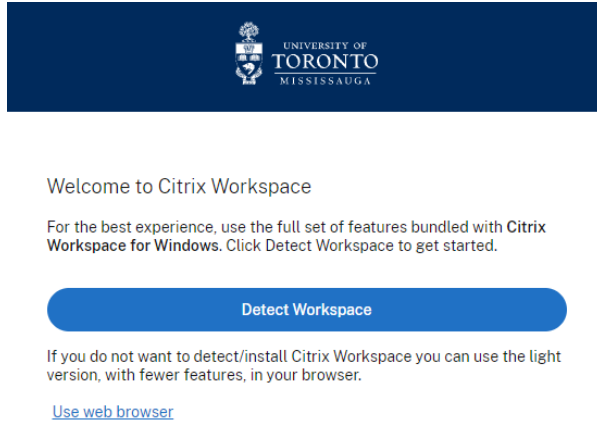 UNIVERSITY OF
TORONTO
MISSISSAUGA
Welcome to Citrix Workspace
For the best experience, use the full set of features bundled with Citrix
Workspace for Windows. Click Detect Workspace to get started.
Detect Workspace
If you do not want to detect/install Citrix Workspace you can use the light
version, with fewer features, in your browser.
Use web browser